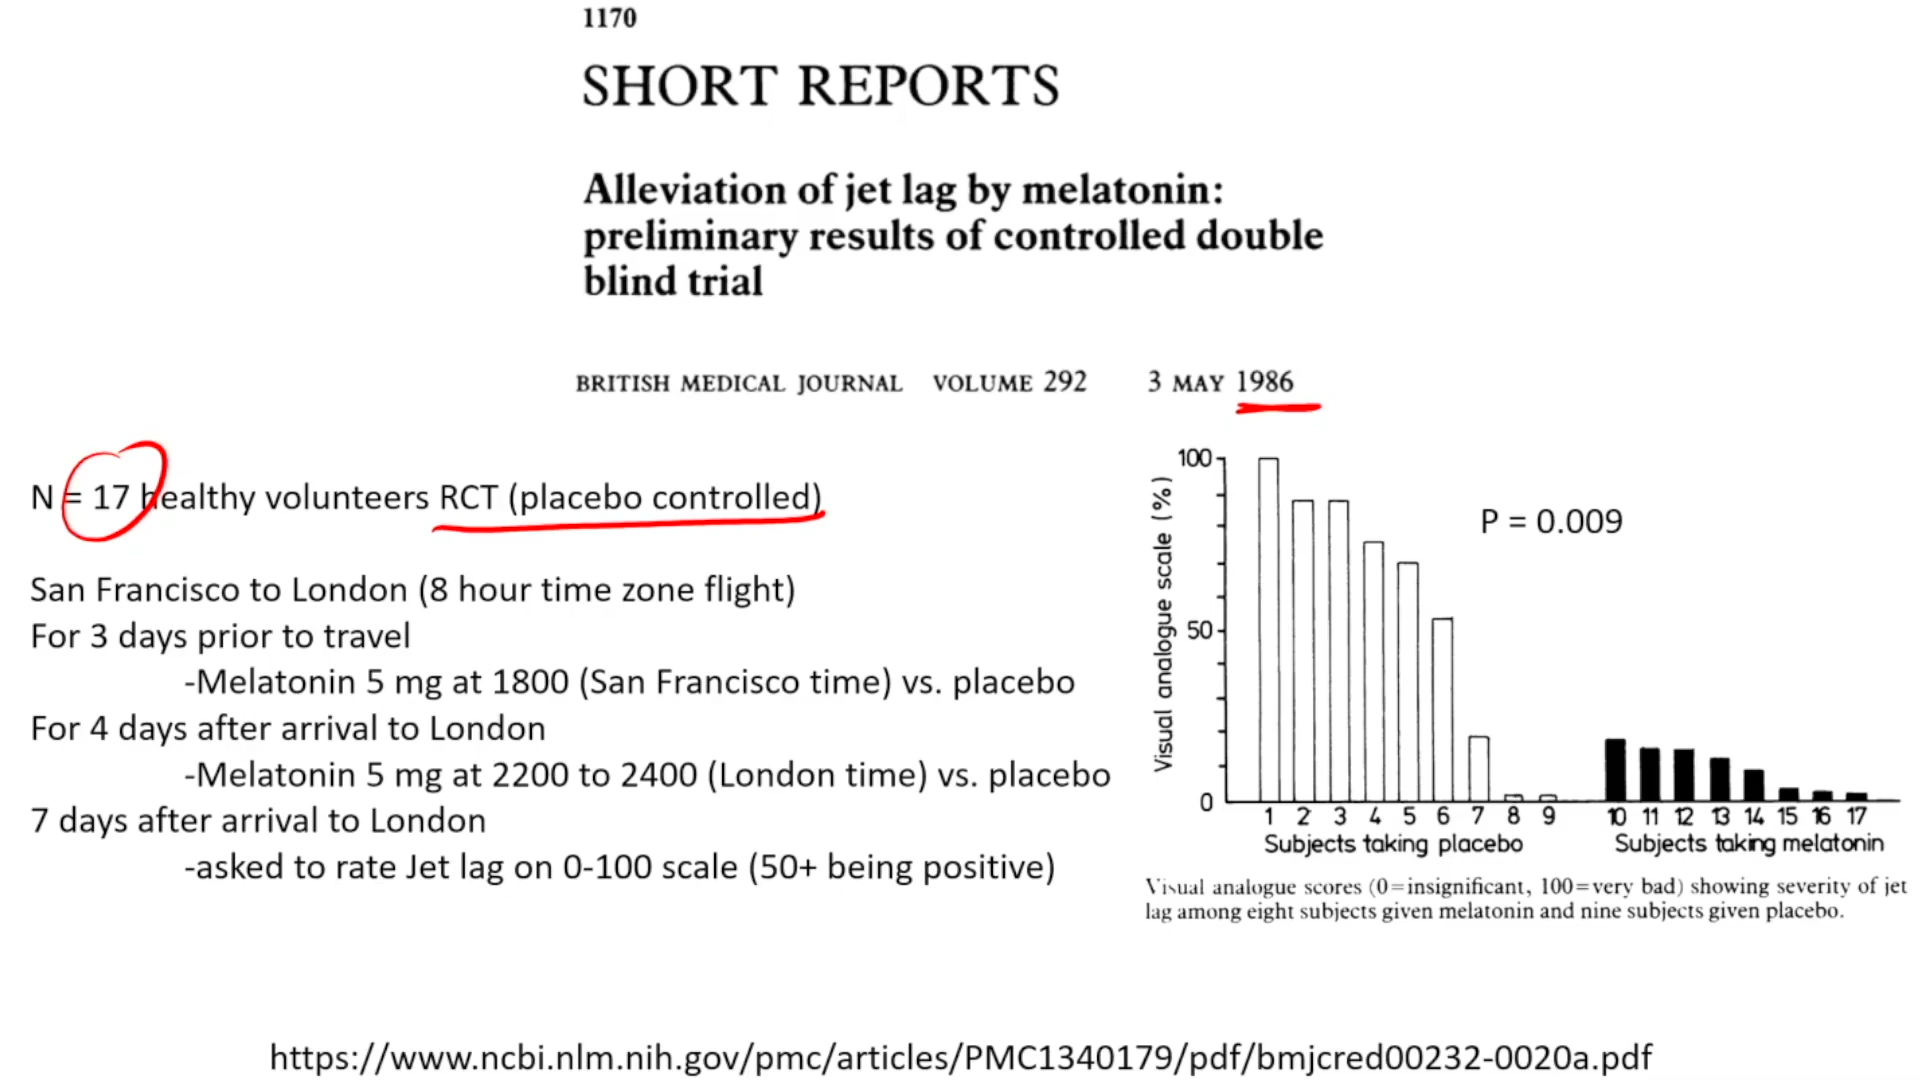 1170
SHORT REPORTS
Alleviation of jet lag by melatonin:
preliminary results of controlled double
blind trial
BRITISH MEDICAL JOURNAL VOLUME 292 3 MAY 1986
N = 17 healthy volunteers RCT (placebo controlled)
San Francisco to London (8 hour time zone flight)
For 3 days prior to travel
-Melatonin 5 mg at 1800 (San Francisco time) vs. placebo
For 4 days after arrival to London
-Melatonin 5 mg at 2200 to 2400 (London time) vs. placebo
7 days after arrival to London
-asked to rate Jet lag on 0-100 scale (50+ being positive)
Visual analogue scale (%)
100
50
0
P = 0.009
1 2 3 4 5 6 7 8 9 10 11 12 13 14 15 16 17
Subjects taking placebo Subjects taking melatonin
Visual analogue scores (0=insignificant, 100=very bad) showing severity of jet
lag among eight subjects given melatonin and nine subjects given placebo.
https://www.ncbi.nlm.nih.gov/pmc/articles/PMC1340179/pdf/bmjcred00232-0020a.pdf